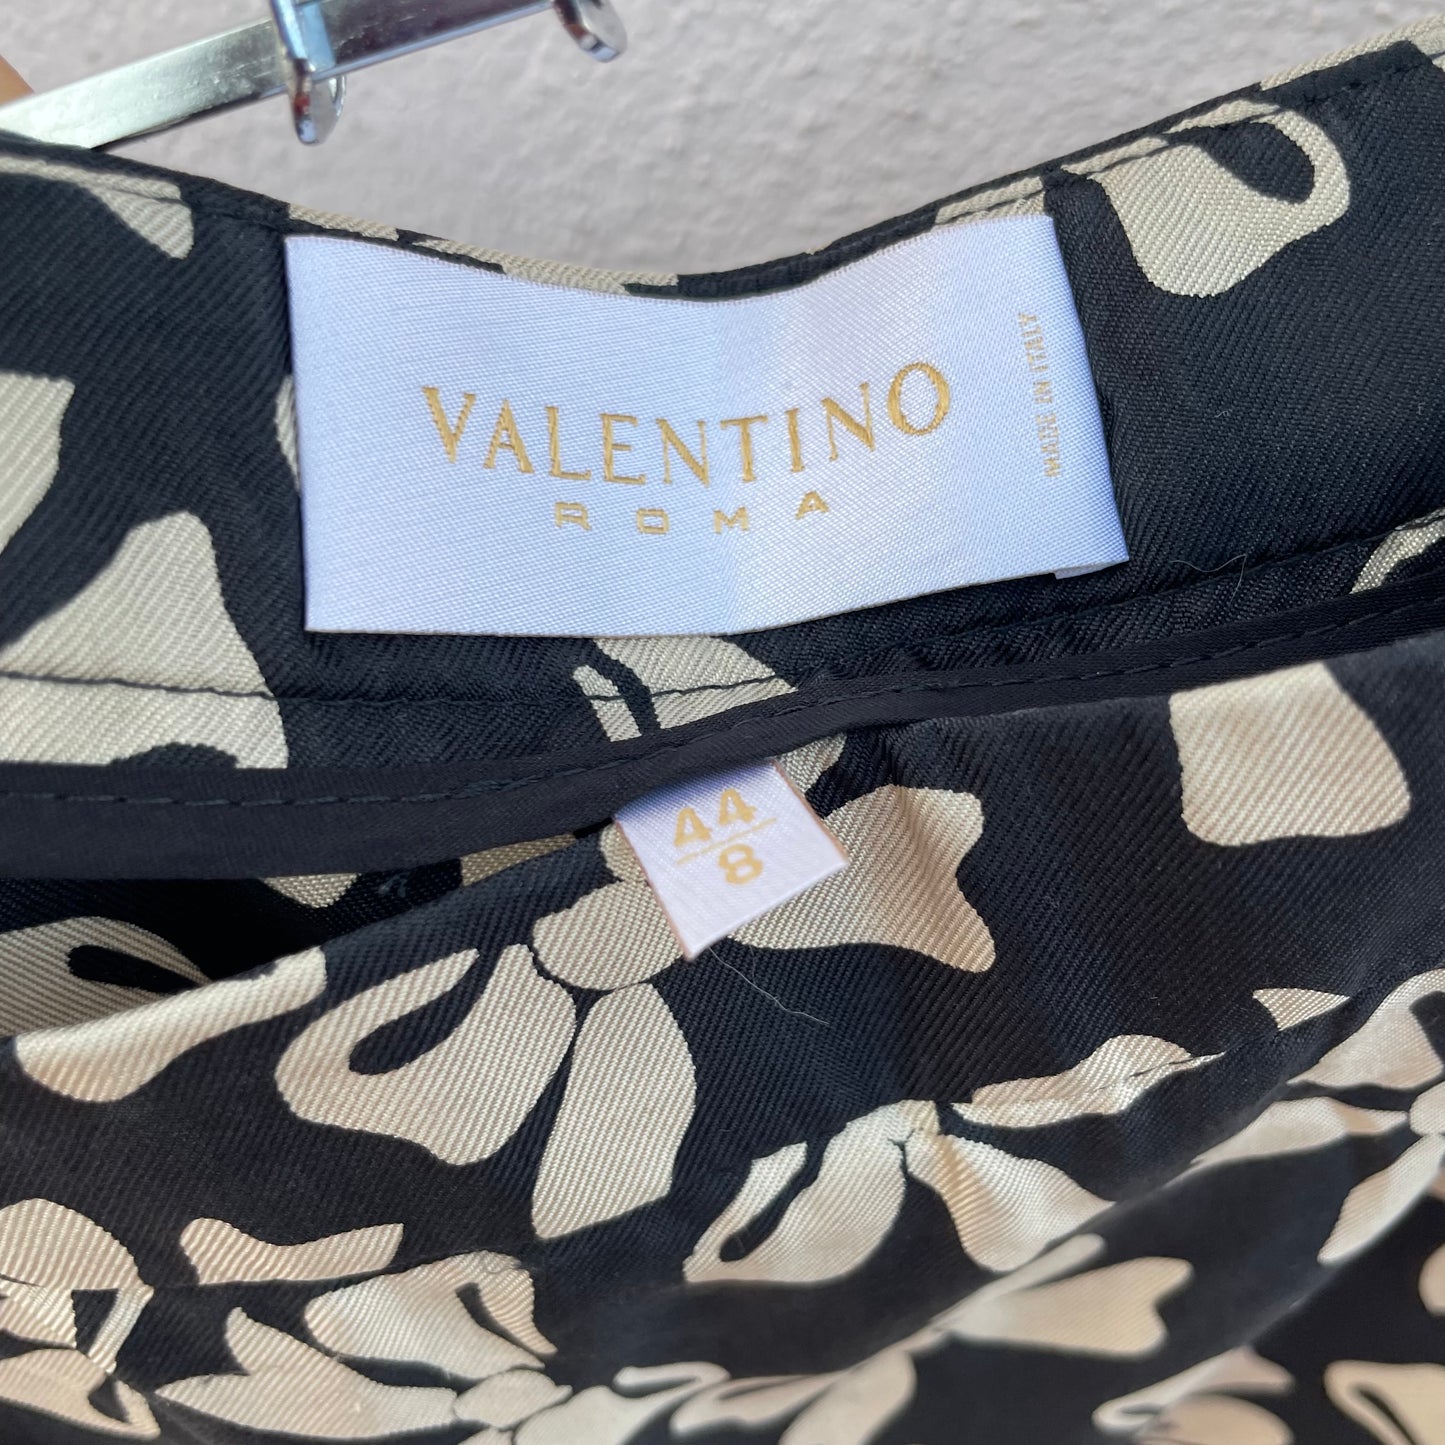 VALENTINO
ROMA
MADE IN ITALY
44
8